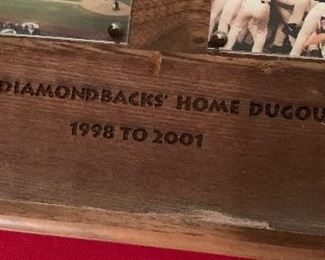 DIAMONDBACKS' HOME DUGOU
1998 TO 2001